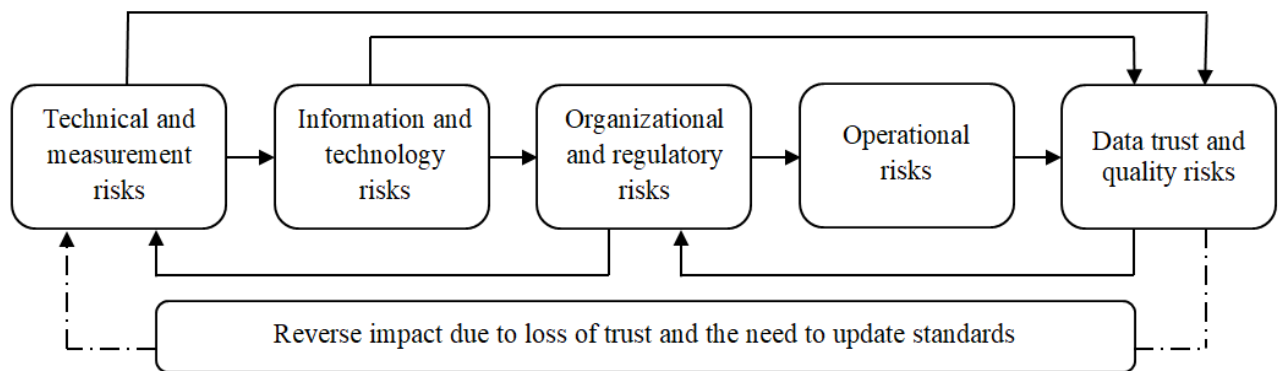 Technical and
measurement
risks
Information and
technology
risks
Organizational
and regulatory
risks
Operational
risks
Data trust and
quality risks
Reverse impact due to loss of trust and the need to update standards